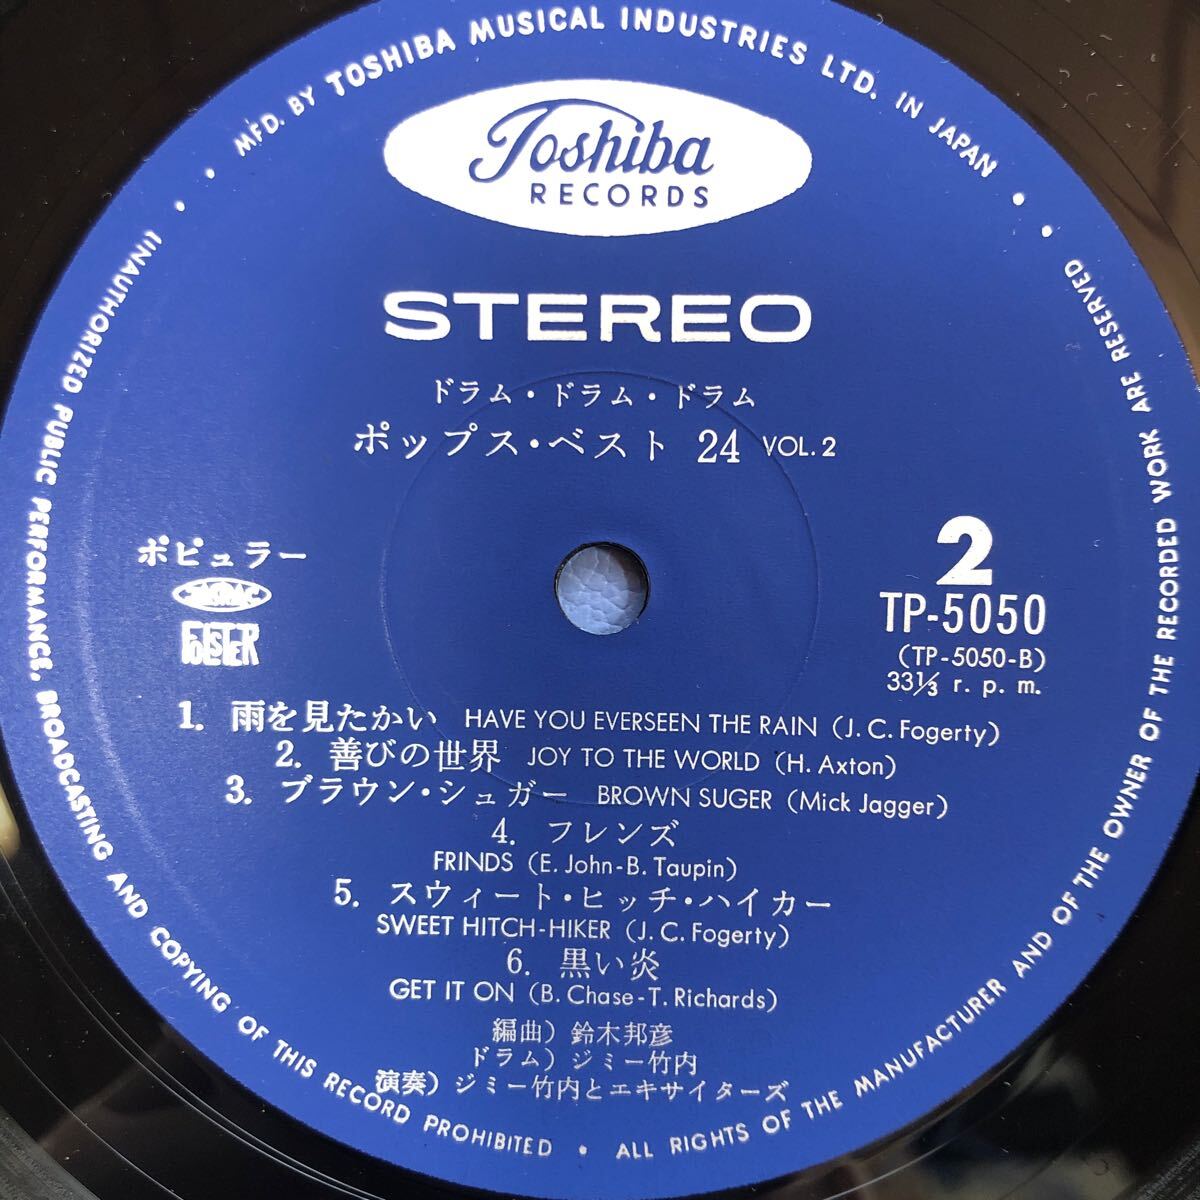 MFD. BY TOSHIBA MUSICAL INDUSTRIES LTD. IN JAPAN
Toshiba
RECORDS
STEREO
ドラム・ドラム・ドラム
ポップス・ベスト 24 VOL. 2
ポピュラー
JASRAC
FOLSTER
2
TP-5050
(TP-5050-B)
33⅓ r. p. m.
1. 雨を見たかい HAVE YOU EVERSEEN THE RAIN (J. C. Fogerty)
2. 善びの世界 JOY TO THE WORLD (H. Axton)
3. ブラウン・シュガー BROWN SUGER (Mick Jagger)
4. フレンズ
FRINDS (E. John-B. Taupin)
5. スウィート・ヒッチ・ハイカー
SWEET HITCH-HIKER (J. C. Fogerty)
6. 黒い炎
GET IT ON (B. Chase-T. Richards)
編曲) 鈴木邦彦
ドラム) ジミー竹内
演奏) ジミー竹内とエキサイターズ
UNAUTHORIZED PUBLIC PERFORMANCE, BROADCASTING AND COPYING OF THIS RECORD PROHIBITED • ALL RIGHTS OF THE MANUFACTURER AND OF THE OWNER OF THE RECORDED WORK ARE RESERVED